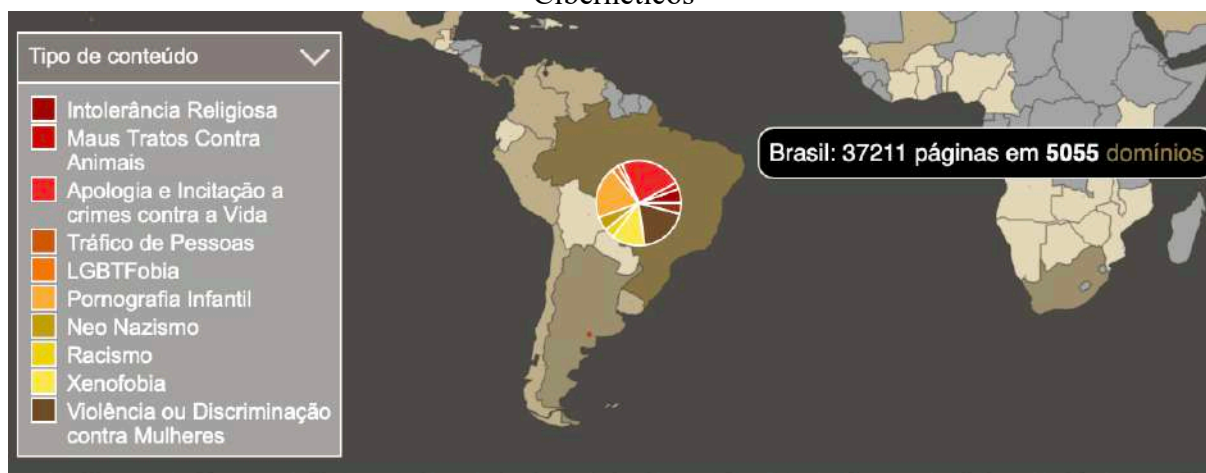 Cibernéticos
Tipo de conteúdo
Intolerância Religiosa
Maus Tratos Contra
Animais
Apologia e Incitação a
crimes contra a Vida
Tráfico de Pessoas
LGBTFobia
Pornografia Infantil
Neo Nazismo
Racismo
Xenofobia
Violência ou Discriminação
contra Mulheres
Brasil: 37211 páginas em 5055 domínios